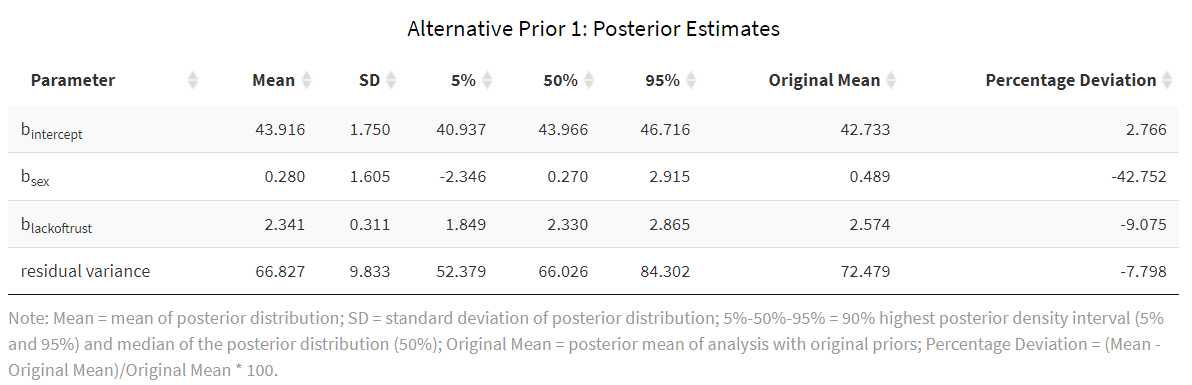 Alternative Prior 1: Posterior Estimates
Parameter Mean SD 5% 50% 95% Original Mean Percentage Deviation
bintercept 43.916 1.750 40.937 43.966 46.716 42.733 2.766
bsex 0.280 1.605 -2.346 0.270 2.915 0.489 -42.752
blackoftrust 2.341 0.311 1.849 2.330 2.865 2.574 -9.075
residual variance 66.827 9.833 52.379 66.026 84.302 72.479 -7.798
Note: Mean = mean of posterior distribution; SD = standard deviation of posterior distribution; 5%-50%-95% = 90% highest posterior density interval (5%
and 95%) and median of the posterior distribution (50%); Original Mean = posterior mean of analysis with original priors; Percentage Deviation = (Mean -
Original Mean)/Original Mean * 100.